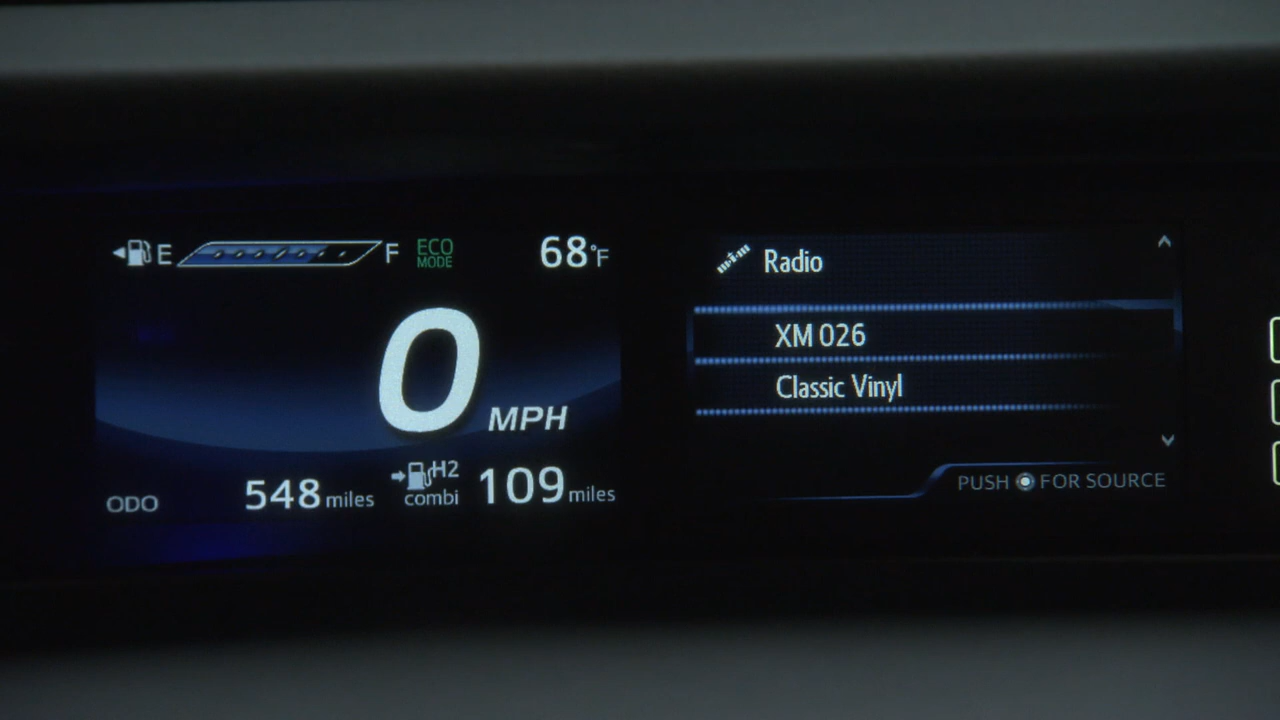 E F ECO MODE 68°F
0 MPH
ODO 548 miles H2 combi 109 miles
Radio
XM 026
Classic Vinyl
PUSH FOR SOURCE